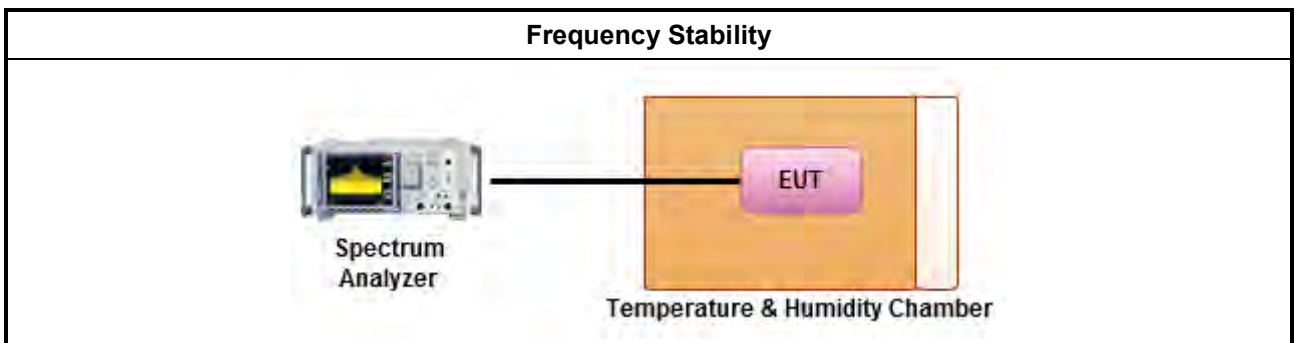 Frequency Stability
EUT
Spectrum
Analyzer
Temperature & Humidity Chamber